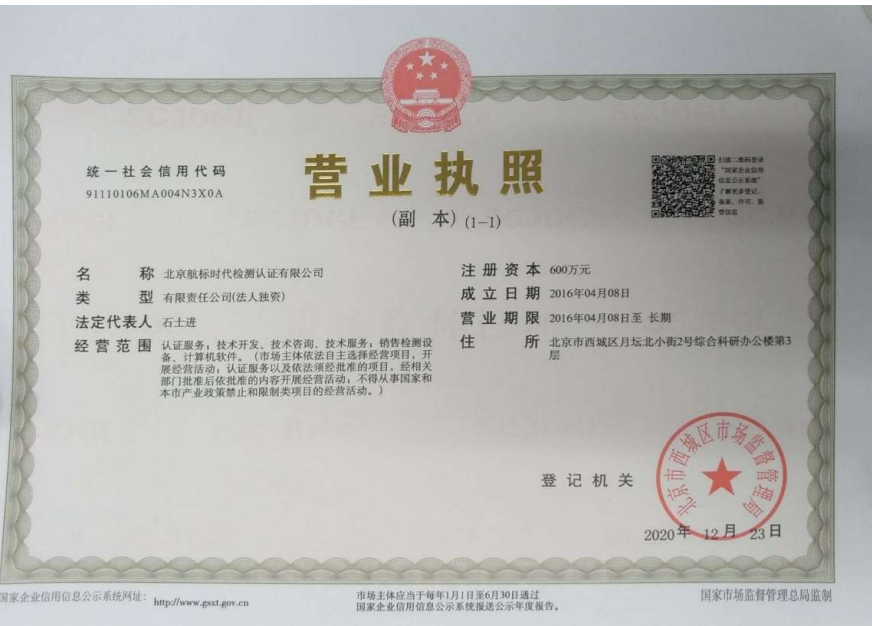 统一社会信用代码
91110106MA004N3X0A
营业执照
(副 本)(1-1)
扫描二维码登录
“国家企业信用
信息公示系统”
了解更多登记、
备案、许可、监
管信息
名 称 北京航标时代检测认证有限公司
类 型 有限责任公司(法人独资)
法定代表人 石士进
经营范围 认证服务;技术开发、技术咨询、技术服务;销售检测设
备、计算机软件。(市场主体依法自主选择经营项目,开
展经营活动;认证服务以及依法须经批准的项目,经相关
部门批准后依批准的内容开展经营活动;不得从事国家和
本市产业政策禁止和限制类项目的经营活动。)
注册资本 600万元
成立日期 2016年04月08日
营业期限 2016年04月08日至 长期
住 所 北京市西城区月坛北小街2号综合科研办公楼第3
层
登记机关
北京市西城区市场监督管理局
2020年 12月 23日
国家企业信用信息公示系统网址: http://www.gsxt.gov.cn
市场主体应当于每年1月1日至6月30日通过
国家企业信用信息公示系统报送公示年度报告。
国家市场监督管理总局监制